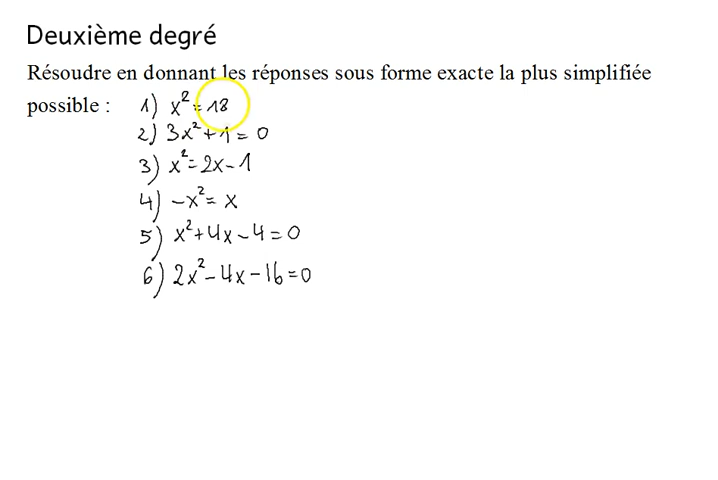 Deuxième degré
Résoudre en donnant les réponses sous forme exacte la plus simplifiée
possible : 1) x² = 18
2) 3x² + 1 = 0
3) x² = 2x - 1
4) -x² = x
5) x² + 4x - 4 = 0
6) 2x² - 4x - 16 = 0